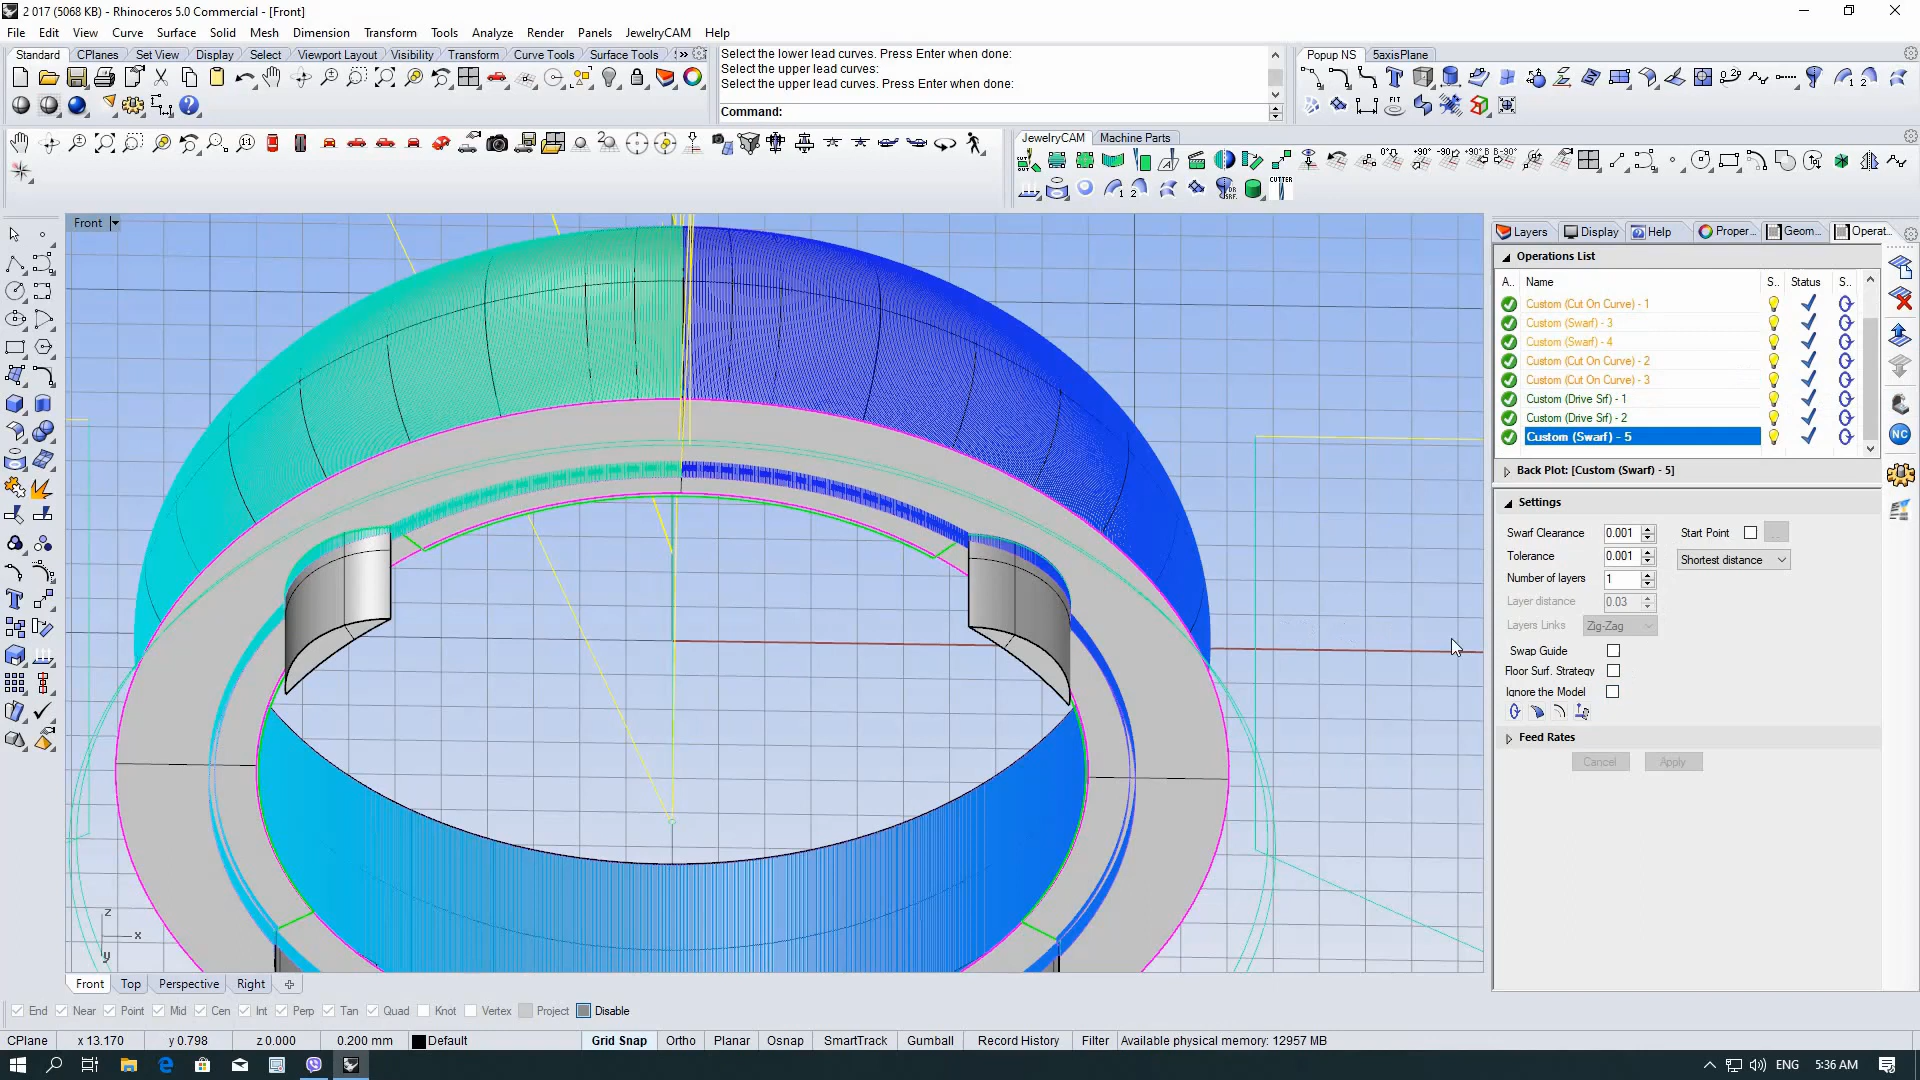 2 017 (5068 KB) - Rhinoceros 5.0 Commercial - [Front]
File Edit View Curve Surface Solid Mesh Dimension Transform Tools Analyze Render Panels JewelryCAM Help
Standard CPlanes Set View Display Select Viewport Layout Visibility Transform Curve Tools Surface Tools »
Select the lower lead curves. Press Enter when done:
Select the upper lead curves:
Select the upper lead curves. Press Enter when done:
Command:
Popup NS 5axisPlane
JewelryCAM Machine Parts
CUTTER
Front
Layers Display Help Proper... Geom... Operat...
Operations List
A.. Name S.. Status S..
Custom (Cut On Curve) - 1
Custom (Swarf) - 3
Custom (Swarf) - 4
Custom (Cut On Curve) - 2
Custom (Cut On Curve) - 3
Custom (Drive Srf) - 1
Custom (Drive Srf) - 2
Custom (Swarf) - 5
Back Plot: [Custom (Swarf) - 5]
Settings
Swarf Clearance 0.001 Start Point ...
Tolerance 0.001 Shortest distance
Number of layers 1
Layer distance 0.03
Layers Links Zig-Zag
Swap Guide
Floor Surf. Strategy
Ignore the Model
Feed Rates
Cancel Apply
NC
z
x
y
Front Top Perspective Right
End Near Point Mid Cen Int Perp Tan Quad Knot Vertex Project Disable
CPlane x 13.170 y 0.798 z 0.000 0.200 mm Default Grid Snap Ortho Planar Osnap SmartTrack Gumball Record History Filter Available physical memory: 12957 MB
ENG 5:36 AM